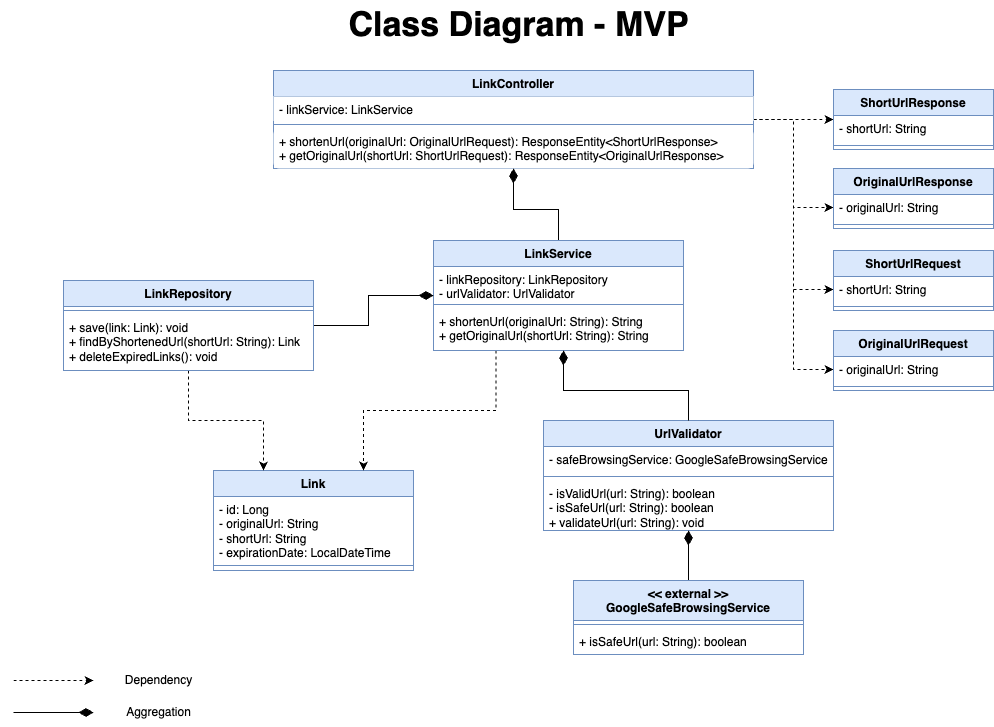 Class Diagram - MVP
LinkController
- linkService: LinkService
+ shortenUrl(originalUrl: OriginalUrlRequest): ResponseEntity<ShortUrlResponse>
+ getOriginalUrl(shortUrl: ShortUrlRequest): ResponseEntity<OriginalUrlResponse>
ShortUrlResponse
- shortUrl: String
OriginalUrlResponse
- originalUrl: String
ShortUrlRequest
- shortUrl: String
OriginalUrlRequest
- originalUrl: String
LinkService
- linkRepository: LinkRepository
- urlValidator: UrlValidator
+ shortenUrl(originalUrl: String): String
+ getOriginalUrl(shortUrl: String): String
LinkRepository
+ save(link: Link): void
+ findByShortenedUrl(shortUrl: String): Link
+ deleteExpiredLinks(): void
UrlValidator
- safeBrowsingService: GoogleSafeBrowsingService
- isValidUrl(url: String): boolean
- isSafeUrl(url: String): boolean
+ validateUrl(url: String): void
Link
- id: Long
- originalUrl: String
- shortUrl: String
- expirationDate: LocalDateTime
<< external >>
GoogleSafeBrowsingService
+ isSafeUrl(url: String): boolean
Dependency
Aggregation